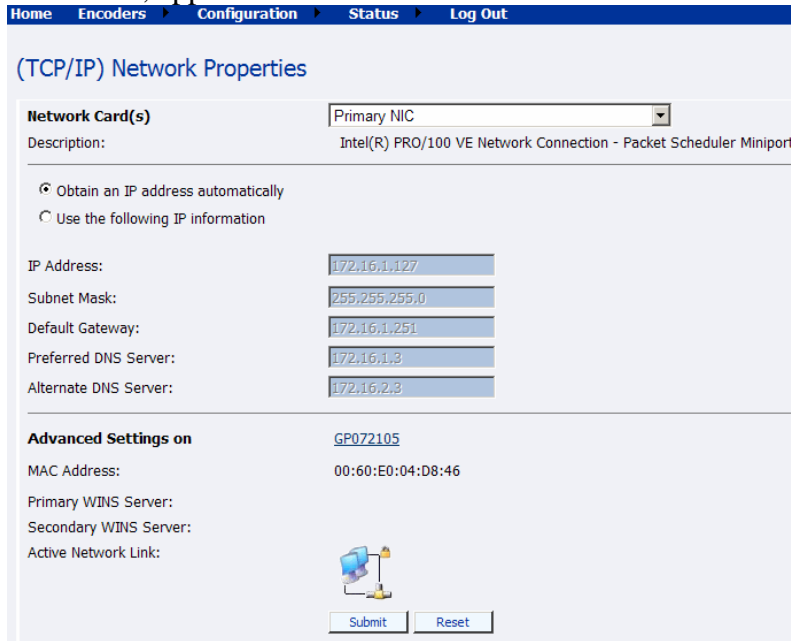 Home Encoders Configuration Status Log Out
(TCP/IP) Network Properties
Network Card(s) Primary NIC
Description: Intel(R) PRO/100 VE Network Connection - Packet Scheduler Miniport
Obtain an IP address automatically
Use the following IP information
IP Address: 172.16.1.127
Subnet Mask: 255.255.255.0
Default Gateway: 172.16.1.251
Preferred DNS Server: 172.16.1.3
Alternate DNS Server: 172.16.2.3
Advanced Settings on GP072105
MAC Address: 00:60:E0:04:D8:46
Primary WINS Server:
Secondary WINS Server:
Active Network Link:
Submit Reset